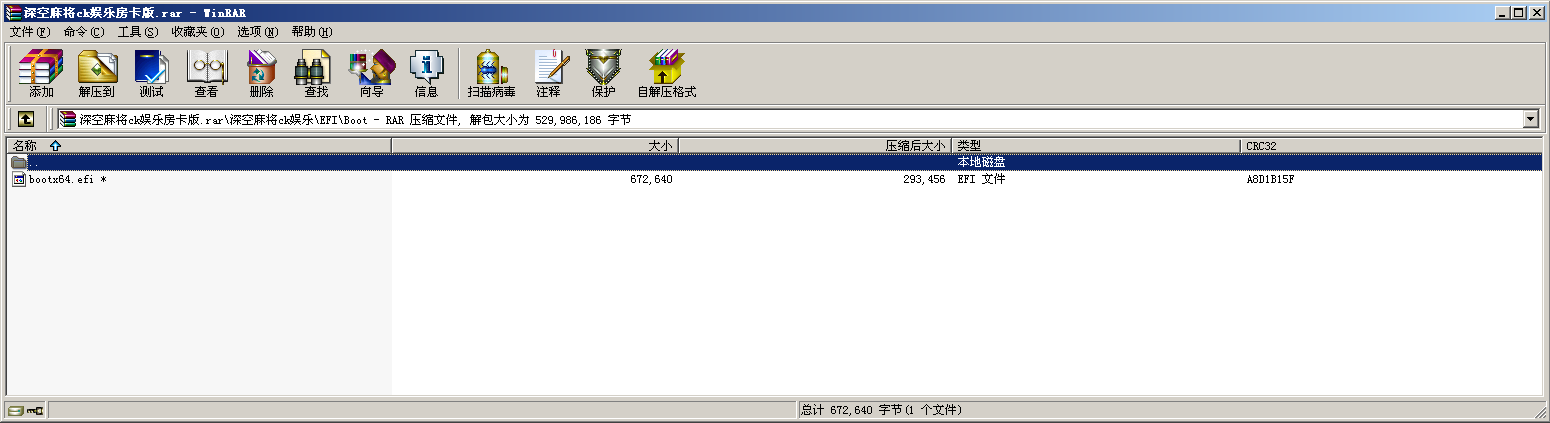 深空麻将ck娱乐房卡版.rar - WinRAR
文件(F) 命令(C) 工具(S) 收藏夹(O) 选项(N) 帮助(H)
添加 解压到 测试 查看 删除 查找 向导 信息 扫描病毒 注释 保护 自解压格式
深空麻将ck娱乐房卡版.rar\深空麻将ck娱乐\EFI\Boot - RAR 压缩文件, 解包大小为 529,986,186 字节
名称 大小 压缩后大小 类型 CRC32
.. 本地磁盘
bootx64.efi * 672,640 293,456 EFI 文件 A8D1B15F
总计 672,640 字节(1 个文件)